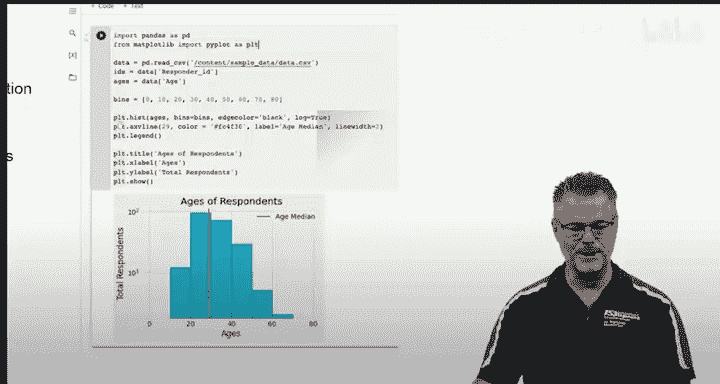 + Code + Text
tion
s
import pandas as pd
from matplotlib import pyplot as plt
data = pd.read_csv('/content/sample_data/data.csv')
ids = data['Responder_id']
ages = data['Age']
bins = [0, 10, 20, 30, 40, 50, 60, 70, 80]
plt.hist(ages, bins=bins, edgecolor='black', log=True)
plt.axvline(29, color = '#fc4f30', label='Age Median', linewidth=2)
plt.legend()
plt.title('Ages of Respondents')
plt.xlabel('Ages')
plt.ylabel('Total Respondents')
plt.show()
Ages of Respondents
Age Median
Total Respondents
10²
10¹
0 20 40 60 80
Ages